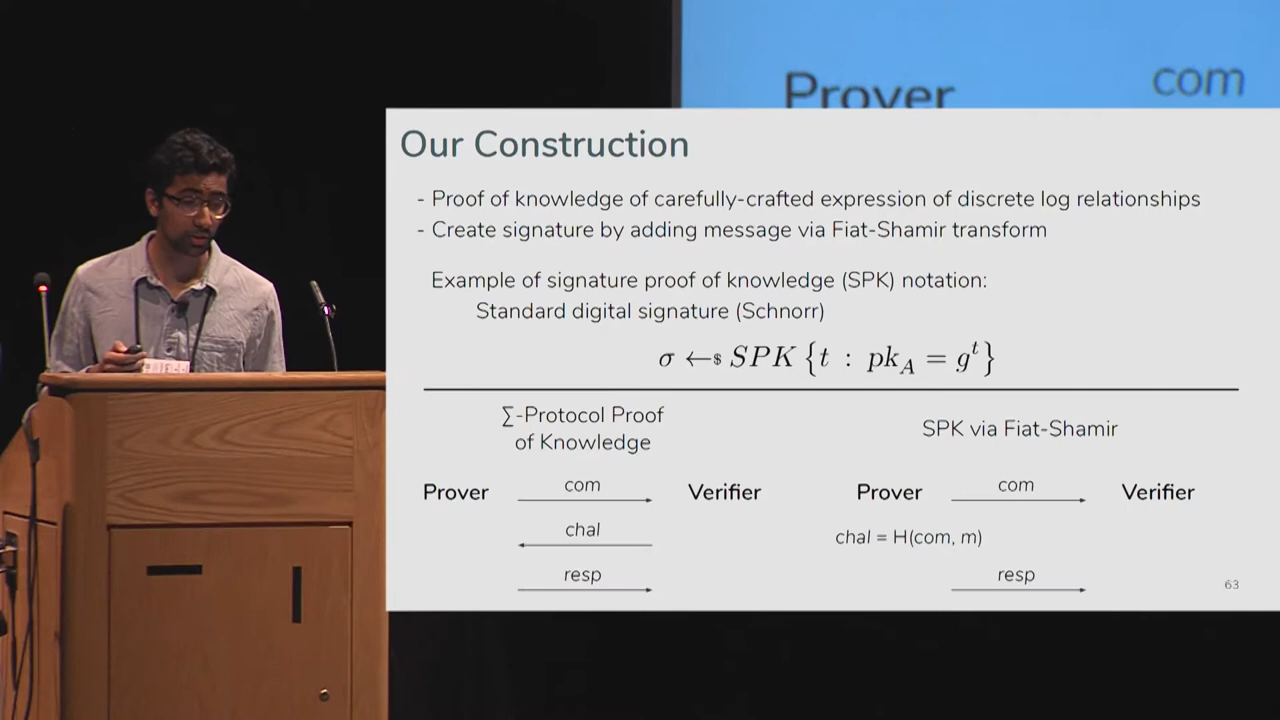 Prover com
Our Construction
- Proof of knowledge of carefully-crafted expression of discrete log relationships
- Create signature by adding message via Fiat-Shamir transform
Example of signature proof of knowledge (SPK) notation:
Standard digital signature (Schnorr)
σ ←$ SPK {t : pk_A = g^t}
∑-Protocol Proof
of Knowledge
SPK via Fiat-Shamir
Prover com Verifier
chal
resp
Prover com Verifier
chal = H(com, m)
resp
63